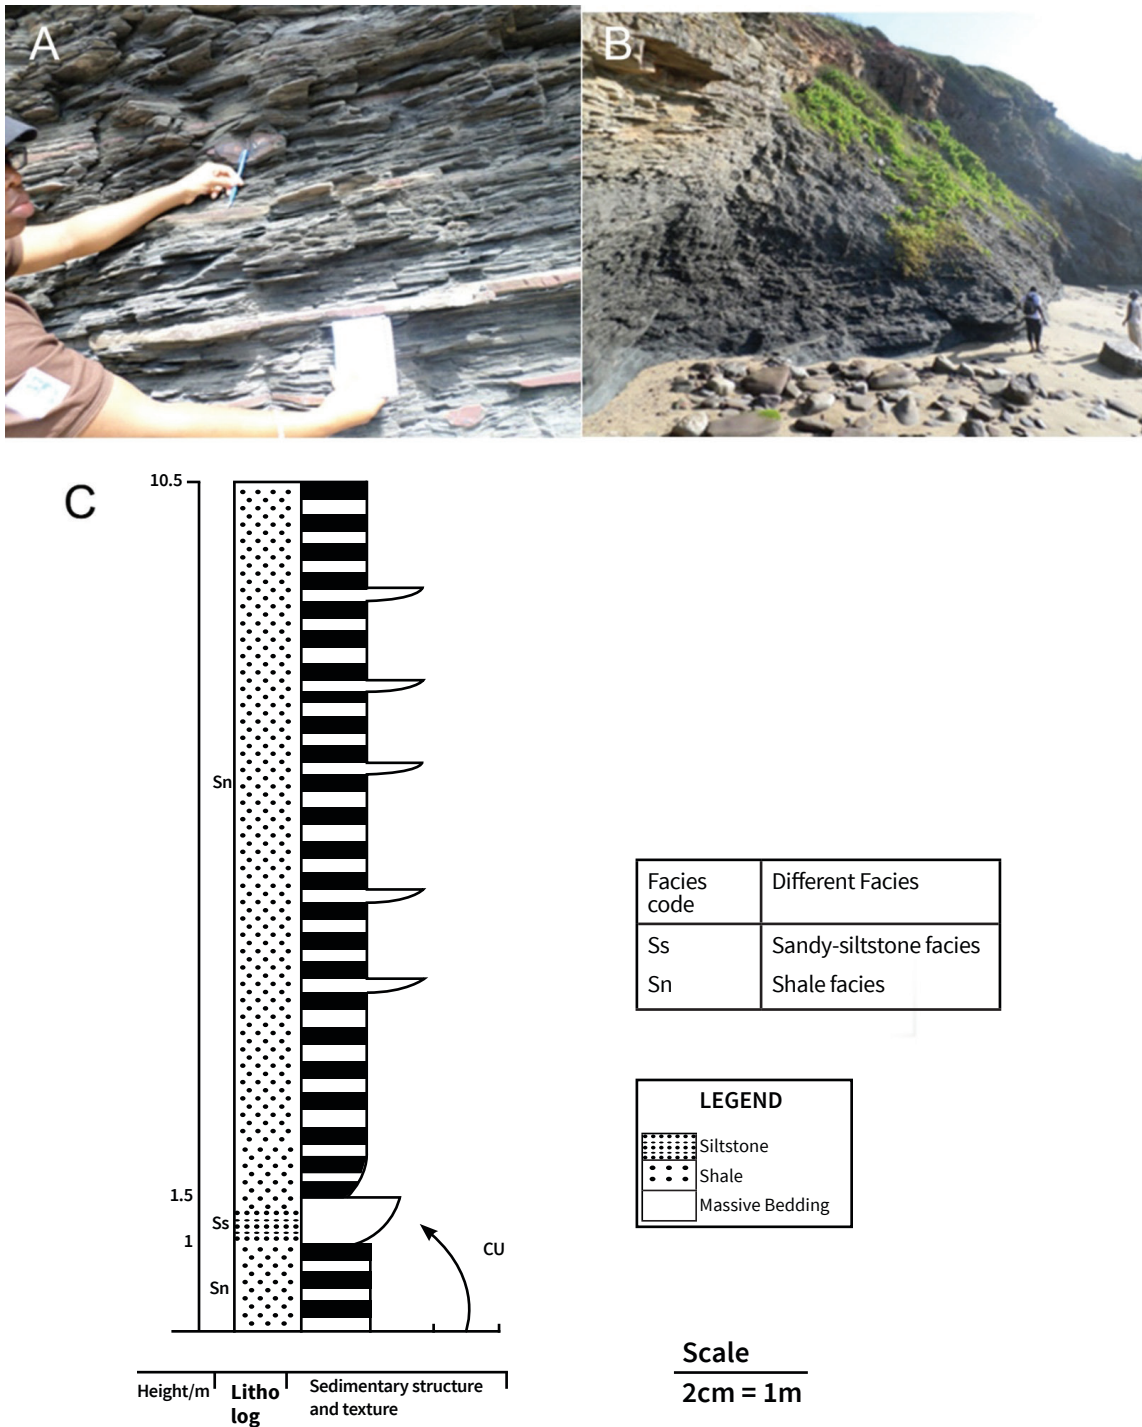 A
B
C
10.5
Sn
1.5
Ss
1
Sn
CU
Height/m
Litho
log
Sedimentary structure
and texture
Facies
code
Different Facies
Ss
Sandy-siltstone facies
Sn
Shale facies
LEGEND
Siltstone
Shale
Massive Bedding
Scale
2cm = 1m